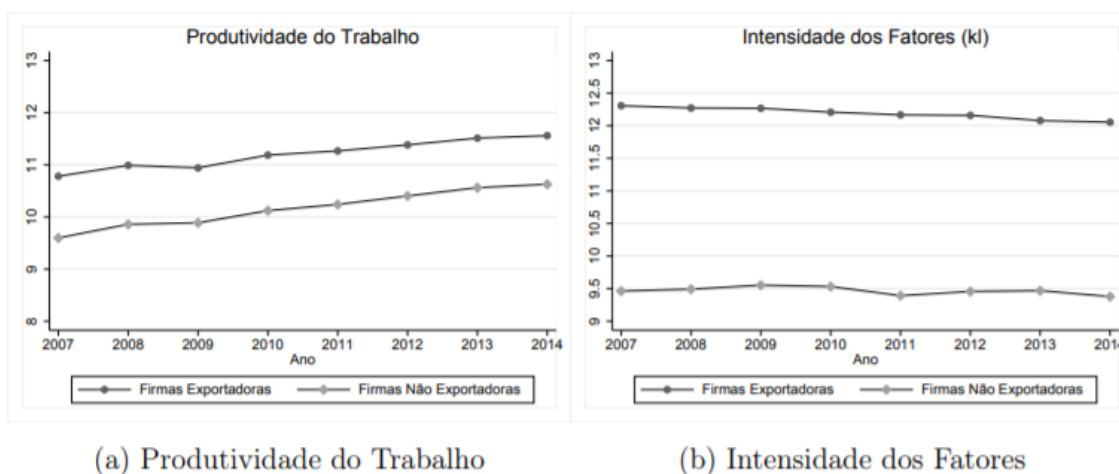 Produtividade do Trabalho
13
12
11
10
9
8
2007 2008 2009 2010 2011 2012 2013 2014
Ano
Firmas Exportadoras Firmas Não Exportadoras
Intensidade dos Fatores (kl)
13
12.5
12
11.5
11
10.5
10
9.5
9
2007 2008 2009 2010 2011 2012 2013 2014
Ano
Firmas Exportadoras Firmas Não Exportadoras
(a) Produtividade do Trabalho
(b) Intensidade dos Fatores